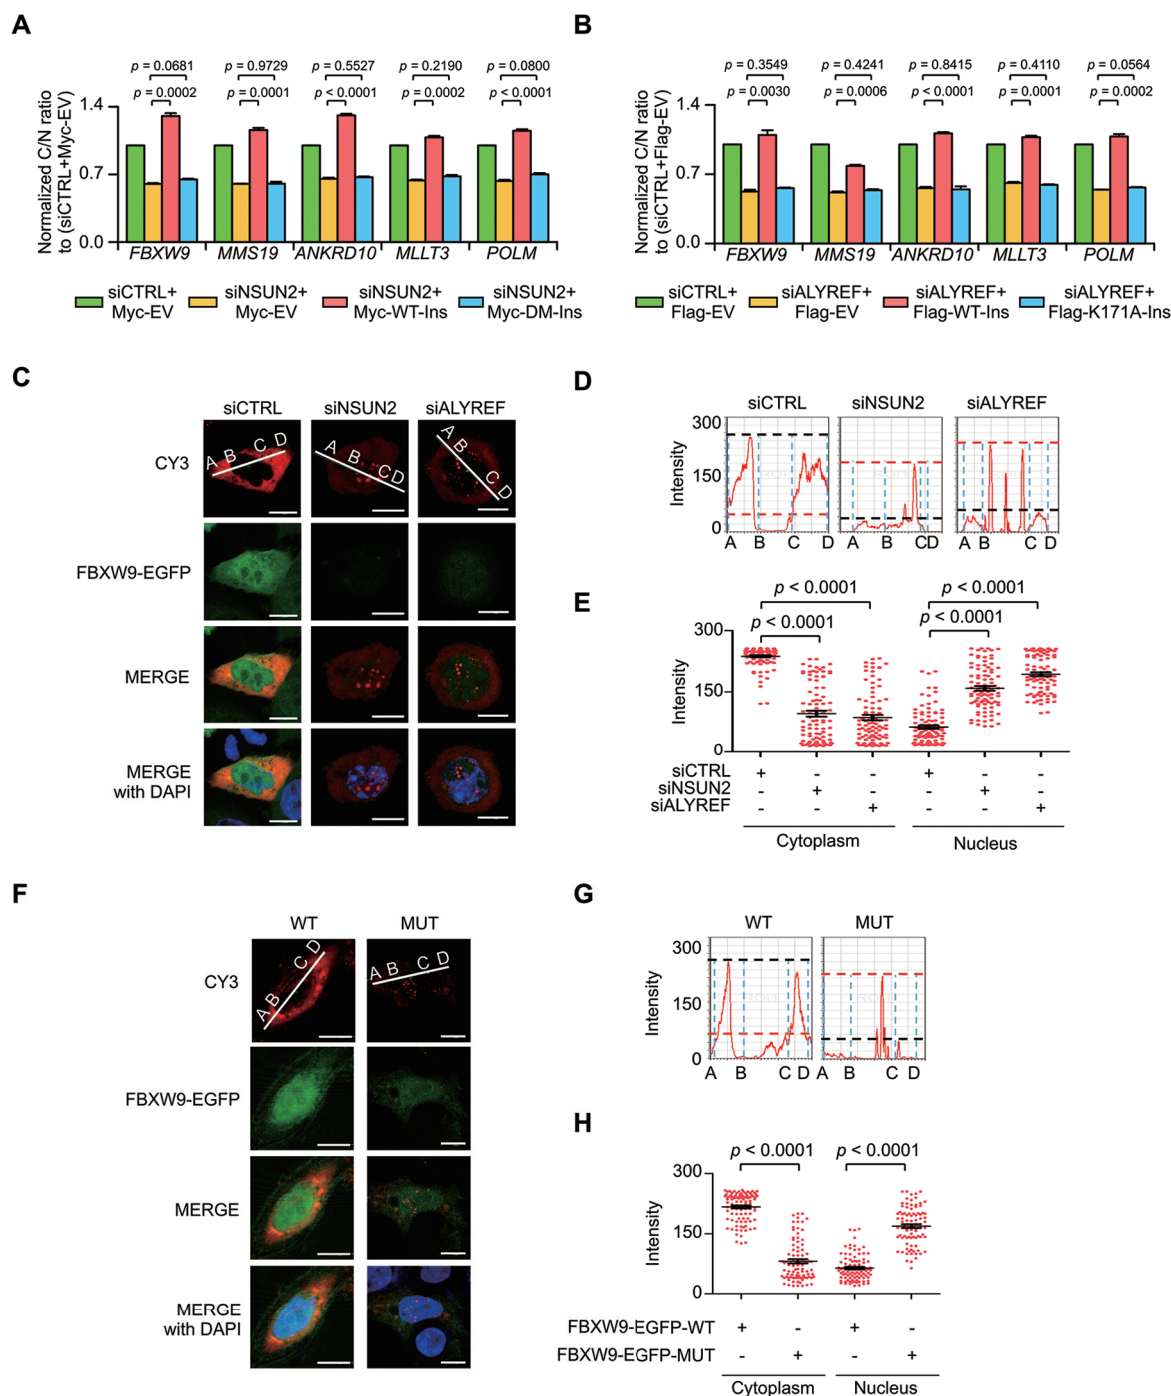 A
p = 0.0681 p = 0.9729 p = 0.5527 p = 0.2190 p = 0.0800
p = 0.0002 p = 0.0001 p < 0.0001 p = 0.0002 p < 0.0001
Normalized C/N ratio
to (siCTRL+Myc-EV)
1.4
0.7
0.0
FBXW9 MMS19 ANKRD10 MLLT3 POLM
siCTRL+ siNSUN2+ siNSUN2+ siNSUN2+
Myc-EV Myc-EV Myc-WT-Ins Myc-DM-Ins
B
p = 0.3549 p = 0.4241 p = 0.8415 p = 0.4110 p = 0.0564
p = 0.0030 p = 0.0006 p < 0.0001 p = 0.0001 p = 0.0002
Normalized C/N ratio
to (siCTRL+Flag-EV)
1.4
0.7
0.0
FBXW9 MMS19 ANKRD10 MLLT3 POLM
siCTRL+ siALYREF+ siALYREF+ siALYREF+
Flag-EV Flag-EV Flag-WT-Ins Flag-K171A-Ins
C
siCTRL siNSUN2 siALYREF
CY3
A B C D
A B C D
A B C D
FBXW9-EGFP
MERGE
MERGE
with DAPI
D
siCTRL siNSUN2 siALYREF
Intensity
300
150
0
A B C D A B C D A B C D
E
p < 0.0001
p < 0.0001
p < 0.0001
p < 0.0001
Intensity
300
150
0
siCTRL + - - + - -
siNSUN2 - + - - + -
siALYREF - - + - - +
Cytoplasm Nucleus
F
WT MUT
CY3
A B C D
A B C D
FBXW9-EGFP
MERGE
MERGE
with DAPI
G
WT MUT
Intensity
300
150
0
A B C D A B C D
H
p < 0.0001 p < 0.0001
Intensity
300
150
0
FBXW9-EGFP-WT + - + -
FBXW9-EGFP-MUT - + - +
Cytoplasm Nucleus